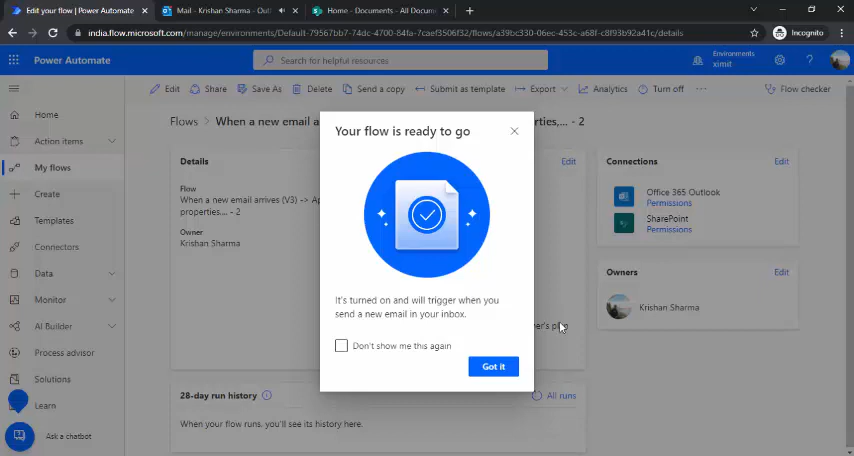 Edit your flow | Power Automate
Mail - Krishan Sharma - Outl
Home - Documents - All Docume
india.flow.microsoft.com/manage/environments/Default-79567bb7-74dc-4700-84fa-7caef3506f32/flows/a39bc330-06ec-453c-a68f-c8f93b92a41c/details
Incognito
Power Automate
Search for helpful resources
Environments
ximit
Edit
Share
Save As
Delete
Send a copy
Submit as template
Export
Analytics
Turn off
Flow checker
Home
Action items
My flows
Create
Templates
Connectors
Data
Monitor
AI Builder
Process advisor
Solutions
Learn
Ask a chatbot
Flows > When a new email a
perties,... - 2
Details
Edit
Flow
When a new email arrives (V3) -> Ap
properties,... - 2
Owner
Krishan Sharma
ner's plan
Your flow is ready to go
It's turned on and will trigger when you
send a new email in your inbox.
Don't show me this again
Got it
Connections
Edit
Office 365 Outlook
Permissions
SharePoint
Permissions
Owners
Edit
Krishan Sharma
28-day run history
All runs
When your flow runs, you'll see its history here.